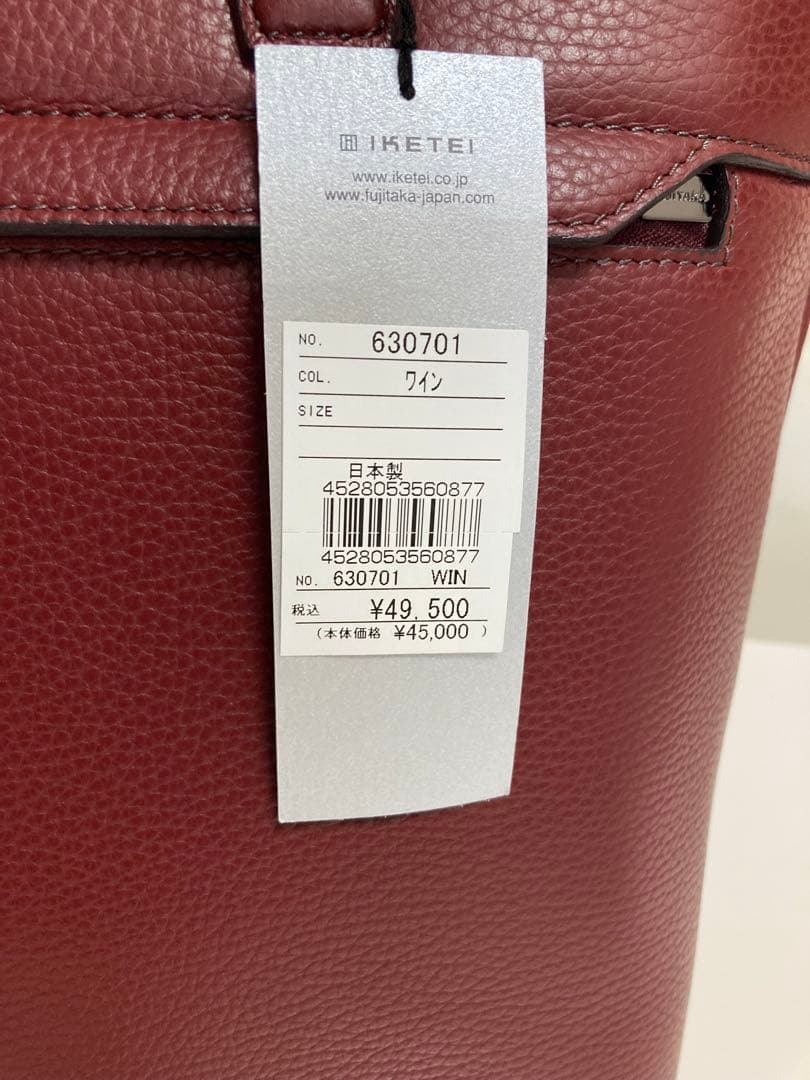 IKETEI
www.iketei.co.jp
www.fujitaka-japan.com
NO. 630701
COL. ワイン
SIZE
日本製
4528053560877
4528053560877
NO. 630701 WIN
税込 ¥49,500
(本体価格 ¥45,000 )